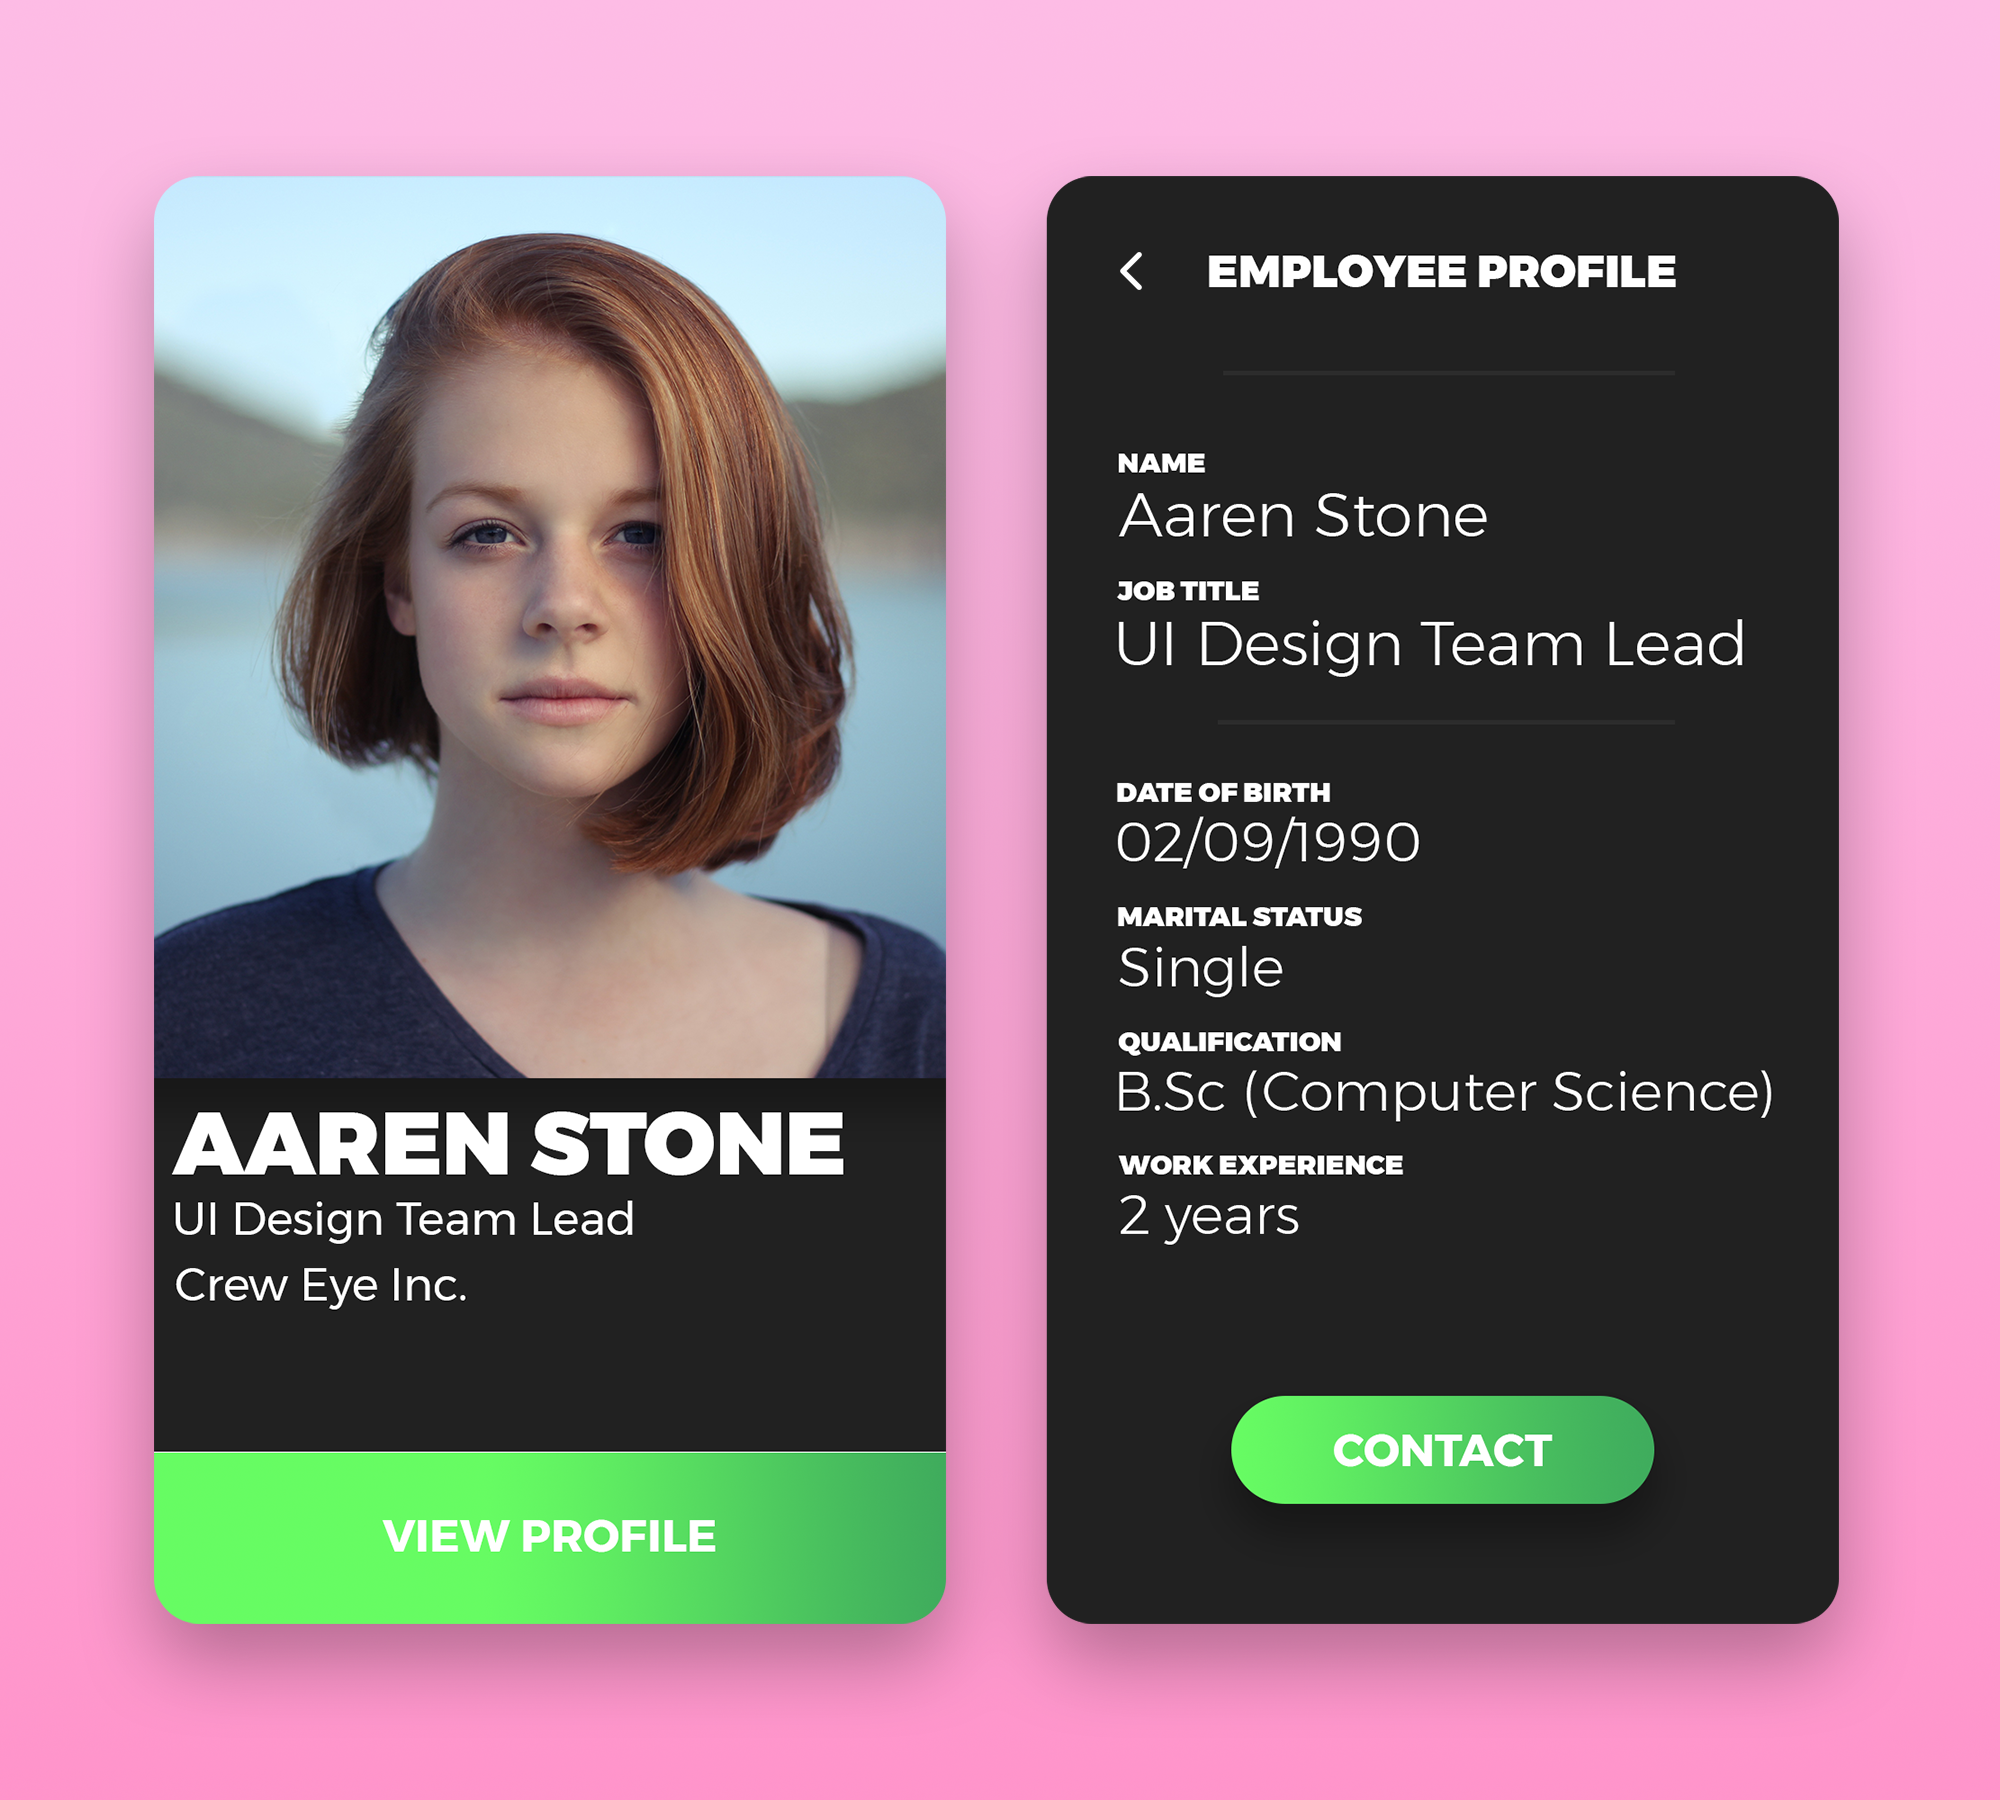 AAREN STONE
UI Design Team Lead
Crew Eye Inc.
VIEW PROFILE
EMPLOYEE PROFILE
NAME
Aaren Stone
JOB TITLE
UI Design Team Lead
DATE OF BIRTH
02/09/1990
MARITAL STATUS
Single
QUALIFICATION
B.Sc (Computer Science)
WORK EXPERIENCE
2 years
CONTACT